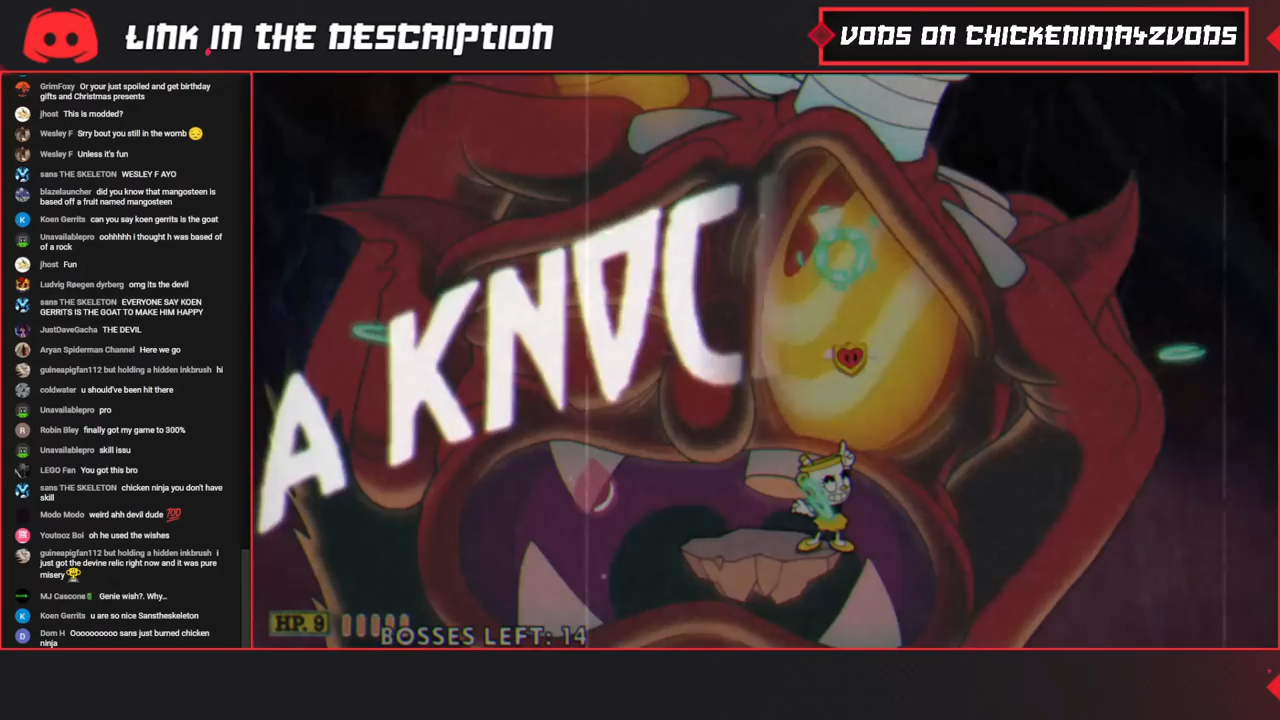 LINK IN THE DESCRIPTION
VODS ON CHICKENINJA42VODS
GrimFoxy Or your just spoiled and get birthday
gifts and Christmas presents
jhost This is modded?
Wesley F Srry bout you still in the womb 😔
Wesley F Unless it's fun
sans THE SKELETON WESLEY F AYO
blazelauncher did you know that mangosteen is
based off a fruit named mangosteen
Koen Gerrits can you say koen gerrits is the goat
Unavailablepro oohhhhh i thought h was based of
of a rock
jhost Fun
Ludvig Røegen dyrberg omg its the devil
sans THE SKELETON EVERYONE SAY KOEN
GERRITS IS THE GOAT TO MAKE HIM HAPPY
JustDaveGacha THE DEVIL
Aryan Spiderman Channel Here we go
guineapigfan112 but holding a hidden inkbrush hi
coldwater u should've been hit there
Unavailablepro pro
Robin Bley finally got my game to 300%
Unavailablepro skill issu
LEGO Fan You got this bro
sans THE SKELETON chicken ninja you don't have
skill
Modo Modo weird ahh devil dude 💯
Youtooz Boi oh he used the wishes
guineapigfan112 but holding a hidden inkbrush i
just got the devine relic right now and it was pure
misery 🏆
MJ Cascone Genie wish?. Why...
Koen Gerrits u are so nice Sanstheskeleton
Dom H Oooooooooo sans just burned chicken
ninja
A KNOC
HP. 9
BOSSES LEFT: 14